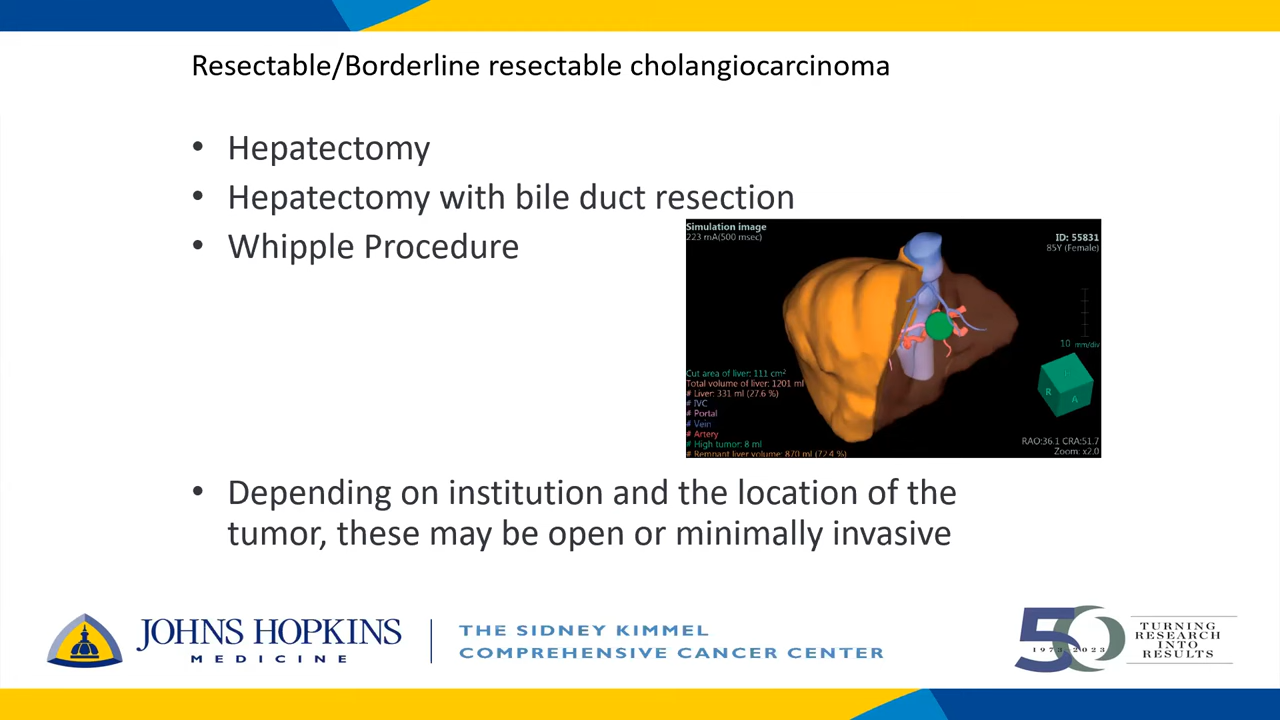 Resectable/Borderline resectable cholangiocarcinoma
• Hepatectomy
• Hepatectomy with bile duct resection
• Whipple Procedure
Simulation image
223 mA(500 msec)
ID: 55831
85Y (Female)
10 mm/div
Cut area of liver: 111 cm²
Total volume of liver: 1201 ml
# Liver: 331 ml (27.6 %)
# IVC
# Portal
# Vein
# Artery
# High tumor: 8 ml
# Remnant liver volume: 870 ml (72.4 %)
R
A
RAO:36.1 CRA:51.7
Zoom: x2.0
• Depending on institution and the location of the
tumor, these may be open or minimally invasive
JOHNS HOPKINS
MEDICINE
THE SIDNEY KIMMEL
COMPREHENSIVE CANCER CENTER
50
1973-2023
TURNING
RESEARCH
INTO
RESULTS